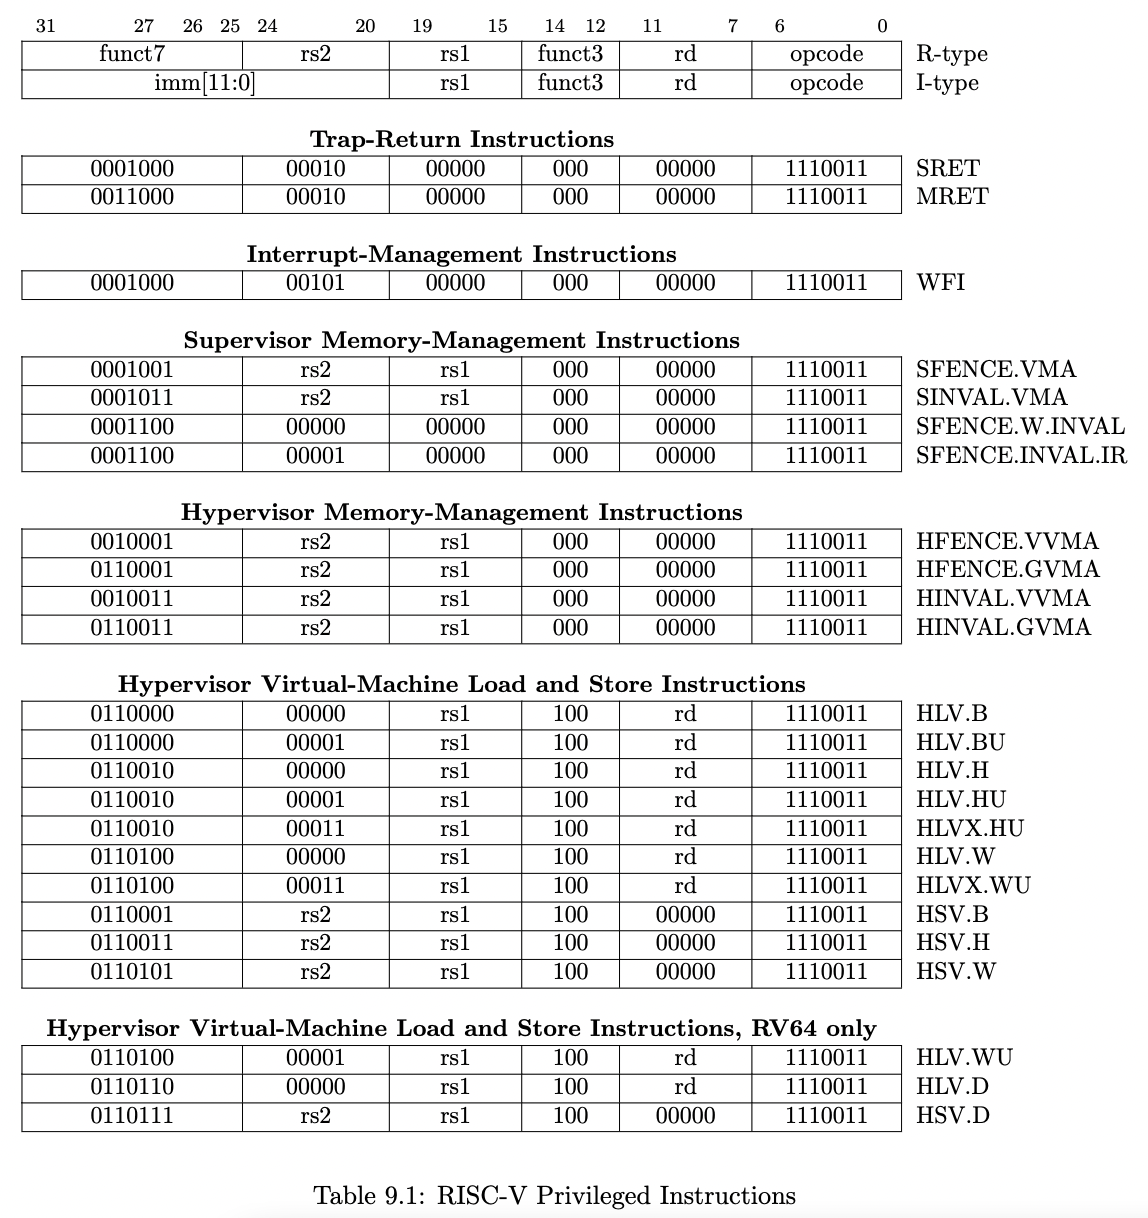 31 27 26 25 24 20 19 15 14 12 11 7 6 0
funct7 rs2 rs1 funct3 rd opcode R-type
imm[11:0] rs1 funct3 rd opcode I-type
Trap-Return Instructions
0001000 00010 00000 000 00000 1110011 SRET
0011000 00010 00000 000 00000 1110011 MRET
Interrupt-Management Instructions
0001000 00101 00000 000 00000 1110011 WFI
Supervisor Memory-Management Instructions
0001001 rs2 rs1 000 00000 1110011 SFENCE.VMA
0001011 rs2 rs1 000 00000 1110011 SINVAL.VMA
0001100 00000 00000 000 00000 1110011 SFENCE.W.INVAL
0001100 00001 00000 000 00000 1110011 SFENCE.INVAL.IR
Hypervisor Memory-Management Instructions
0010001 rs2 rs1 000 00000 1110011 HFENCE.VVMA
0110001 rs2 rs1 000 00000 1110011 HFENCE.GVMA
0010011 rs2 rs1 000 00000 1110011 HINVAL.VVMA
0110011 rs2 rs1 000 00000 1110011 HINVAL.GVMA
Hypervisor Virtual-Machine Load and Store Instructions
0110000 00000 rs1 100 rd 1110011 HLV.B
0110000 00001 rs1 100 rd 1110011 HLV.BU
0110010 00000 rs1 100 rd 1110011 HLV.H
0110010 00001 rs1 100 rd 1110011 HLV.HU
0110010 00011 rs1 100 rd 1110011 HLVX.HU
0110100 00000 rs1 100 rd 1110011 HLV.W
0110100 00011 rs1 100 rd 1110011 HLVX.WU
0110001 rs2 rs1 100 00000 1110011 HSV.B
0110011 rs2 rs1 100 00000 1110011 HSV.H
0110101 rs2 rs1 100 00000 1110011 HSV.W
Hypervisor Virtual-Machine Load and Store Instructions, RV64 only
0110100 00001 rs1 100 rd 1110011 HLV.WU
0110110 00000 rs1 100 rd 1110011 HLV.D
0110111 rs2 rs1 100 00000 1110011 HSV.D
Table 9.1: RISC-V Privileged Instructions